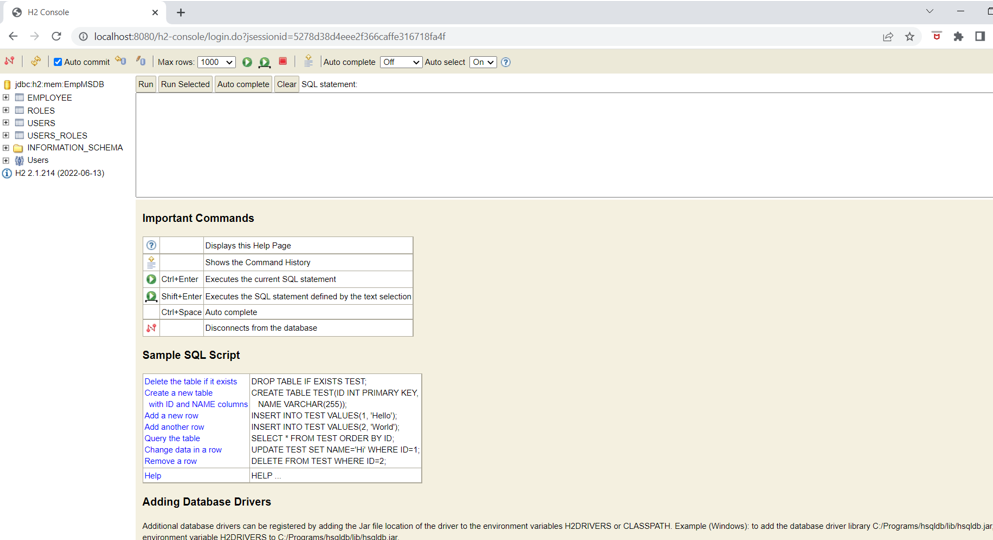 H2 Console
localhost:8080/h2-console/login.do?jsessionid=5278d38d4eee2f366caffe316718fa4f
Auto commit Max rows: 1000 Auto complete Off Auto select On
jdbc:h2:mem:EmpMSDB
EMPLOYEE
ROLES
USERS
USERS_ROLES
INFORMATION_SCHEMA
Users
H2 2.1.214 (2022-06-13)
Run Run Selected Auto complete Clear SQL statement:
Important Commands
Displays this Help Page
Shows the Command History
Ctrl+Enter Executes the current SQL statement
Shift+Enter Executes the SQL statement defined by the text selection
Ctrl+Space Auto complete
Disconnects from the database
Sample SQL Script
Delete the table if it exists DROP TABLE IF EXISTS TEST;
Create a new table CREATE TABLE TEST(ID INT PRIMARY KEY,
with ID and NAME columns NAME VARCHAR(255));
Add a new row INSERT INTO TEST VALUES(1, 'Hello');
Add another row INSERT INTO TEST VALUES(2, 'World');
Query the table SELECT * FROM TEST ORDER BY ID;
Change data in a row UPDATE TEST SET NAME='Hi' WHERE ID=1;
Remove a row DELETE FROM TEST WHERE ID=2;
Help HELP ...
Adding Database Drivers
Additional database drivers can be registered by adding the Jar file location of the driver to the environment variables H2DRIVERS or CLASSPATH. Example (Windows): to add the database driver library C:/Programs/hsqldb/lib/hsqldb.jar,
environment variable H2DRIVERS to C:/Programs/hsqldb/lib/hsqldb.jar.